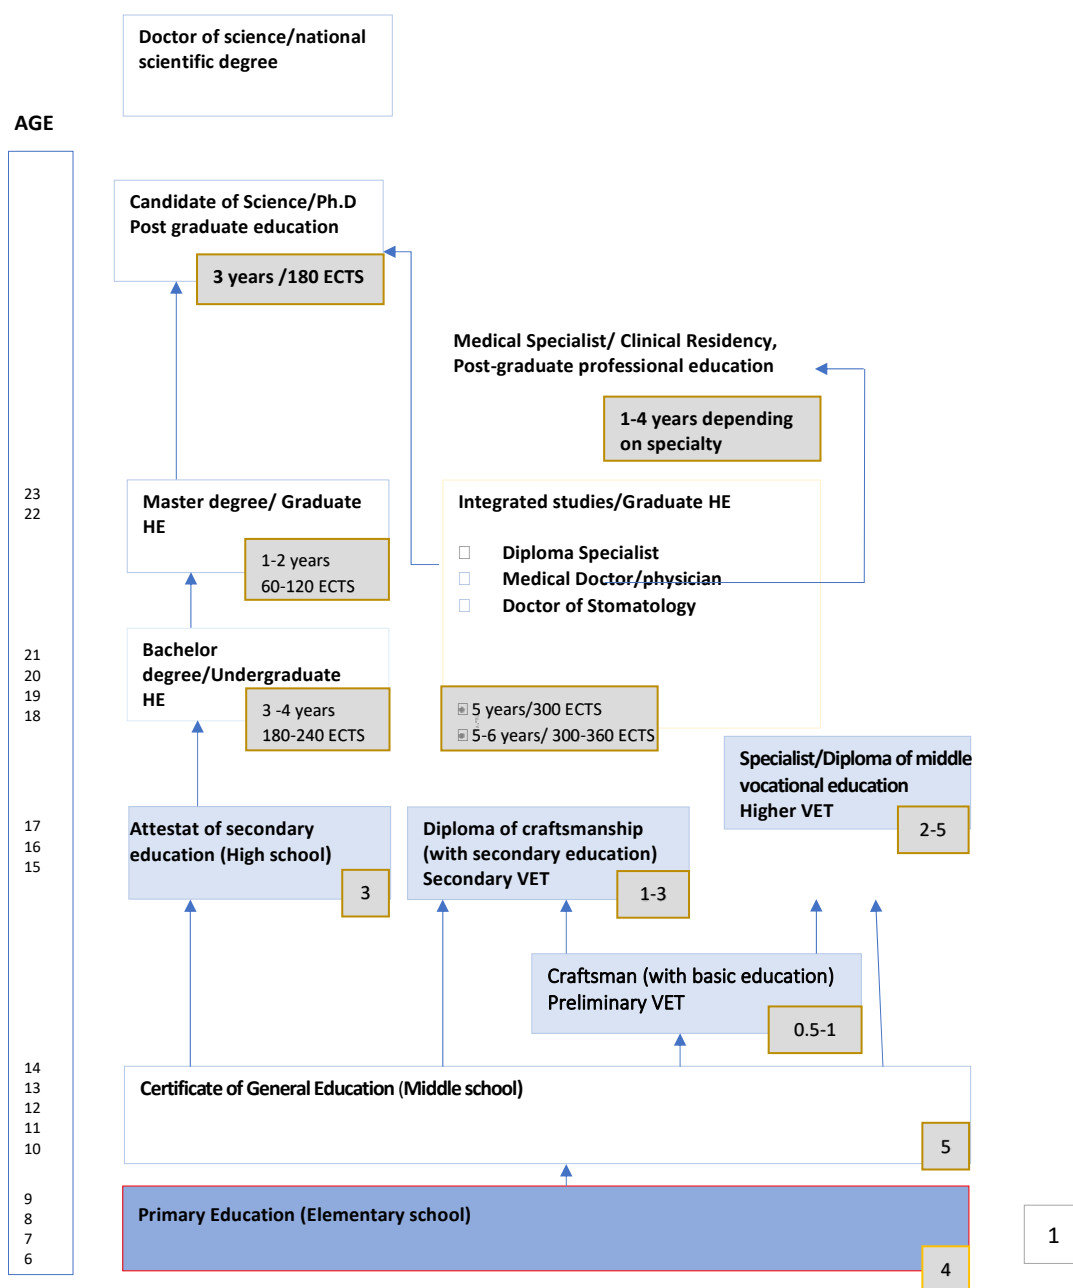 Doctor of science/national
scientific degree
AGE
Candidate of Science/Ph.D
Post graduate education
3 years /180 ECTS
Medical Specialist/ Clinical Residency,
Post-graduate professional education
1-4 years depending
on specialty
23
22
Master degree/ Graduate
HE
1-2 years
60-120 ECTS
Integrated studies/Graduate HE
Diploma Specialist
Medical Doctor/physician
Doctor of Stomatology
21
20
19
18
Bachelor
degree/Undergraduate
HE
3 -4 years
180-240 ECTS
5 years/300 ECTS
5-6 years/ 300-360 ECTS
Specialist/Diploma of middle
vocational education
Higher VET
2-5
17
16
15
Attestat of secondary
education (High school)
3
Diploma of craftsmanship
(with secondary education)
Secondary VET
1-3
Craftsman (with basic education)
Preliminary VET
0.5-1
14
13
12
11
10
Certificate of General Education (Middle school)
5
9
8
7
6
Primary Education (Elementary school)
4
1